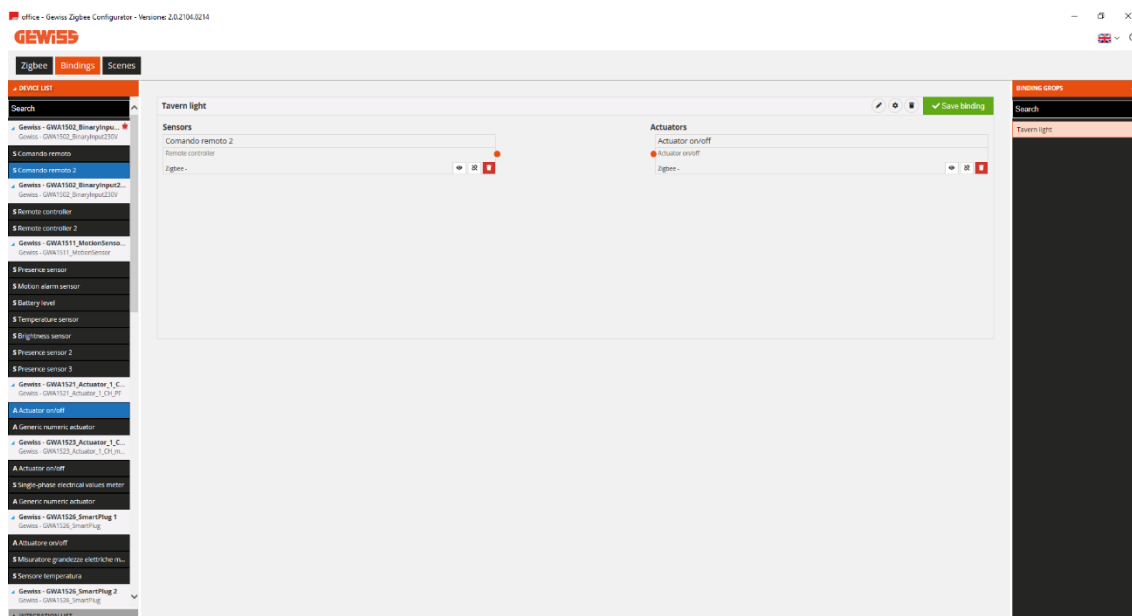 office - Gewiss Zigbee Configurator - Versione: 2.0.2104.0214
GEWISS
Zigbee Bindings Scenes
DEVICE LIST
BINDING GROPS
Search
Tavern light
Save binding
Search
Gewiss - GWA1502_BinaryInpu...
Gewiss - GWA1502_BinaryInput230V
Sensors
Actuators
Tavern light
S Comando remoto
Comando remoto 2
Actuator on/off
Remote controller
Actuator on/off
S Comando remoto 2
Zigbee -
Zigbee -
Gewiss - GWA1502_BinaryInput2...
Gewiss - GWA1502_BinaryInput230V
S Remote controller
S Remote controller 2
Gewiss - GWA1511_MotionSenso...
Gewiss - GWA1511_MotionSensor
S Presence sensor
S Motion alarm sensor
S Battery level
S Temperature sensor
S Brightness sensor
S Presence sensor 2
S Presence sensor 3
Gewiss - GWA1521_Actuator_1_C...
Gewiss - GWA1521_Actuator_1_CH_PF
A Actuator on/off
A Generic numeric actuator
Gewiss - GWA1523_Actuator_1_C...
Gewiss - GWA1523_Actuator_1_CH_m...
A Actuator on/off
S Single-phase electrical values meter
A Generic numeric actuator
Gewiss - GWA1526_SmartPlug 1
Gewiss - GWA1526_SmartPlug
A Attuatore on/off
S Misuratore grandezze elettriche m...
S Sensore temperatura
Gewiss - GWA1526_SmartPlug 2
Gewiss - GWA1526_SmartPlug
INTEGRATION LIST